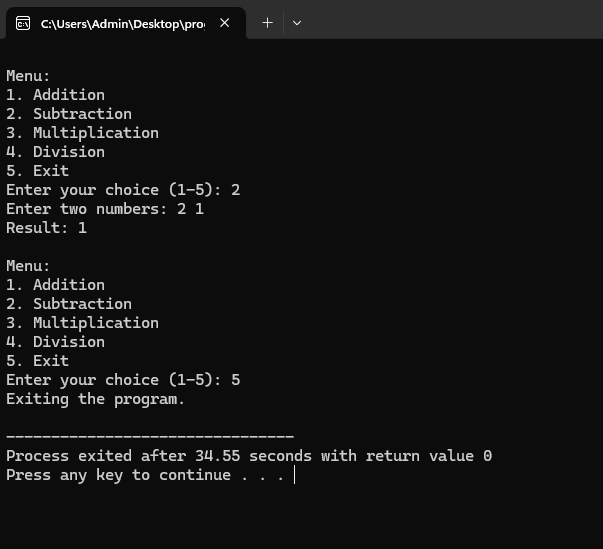 C:\Users\Admin\Desktop\pro
Menu:
1. Addition
2. Subtraction
3. Multiplication
4. Division
5. Exit
Enter your choice (1-5): 2
Enter two numbers: 2 1
Result: 1
Menu:
1. Addition
2. Subtraction
3. Multiplication
4. Division
5. Exit
Enter your choice (1-5): 5
Exiting the program.
--------------------------------
Process exited after 34.55 seconds with return value 0
Press any key to continue . . .